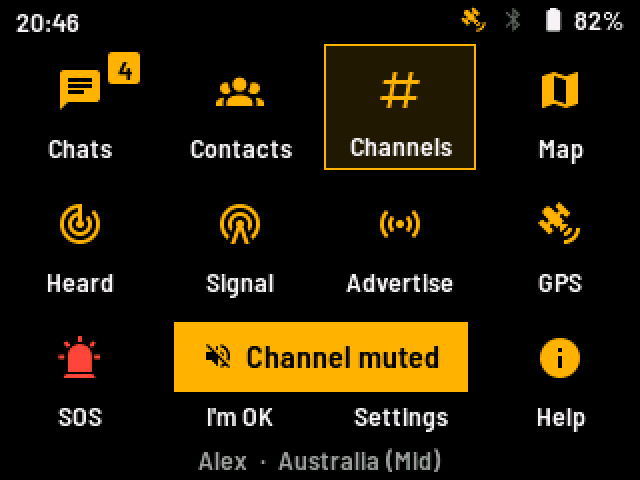 20:46 82%
4
Chats Contacts Channels Map
Heard Signal Advertise GPS
Channel muted
SOS I'm OK Settings Help
Alex · Australia (Mid)